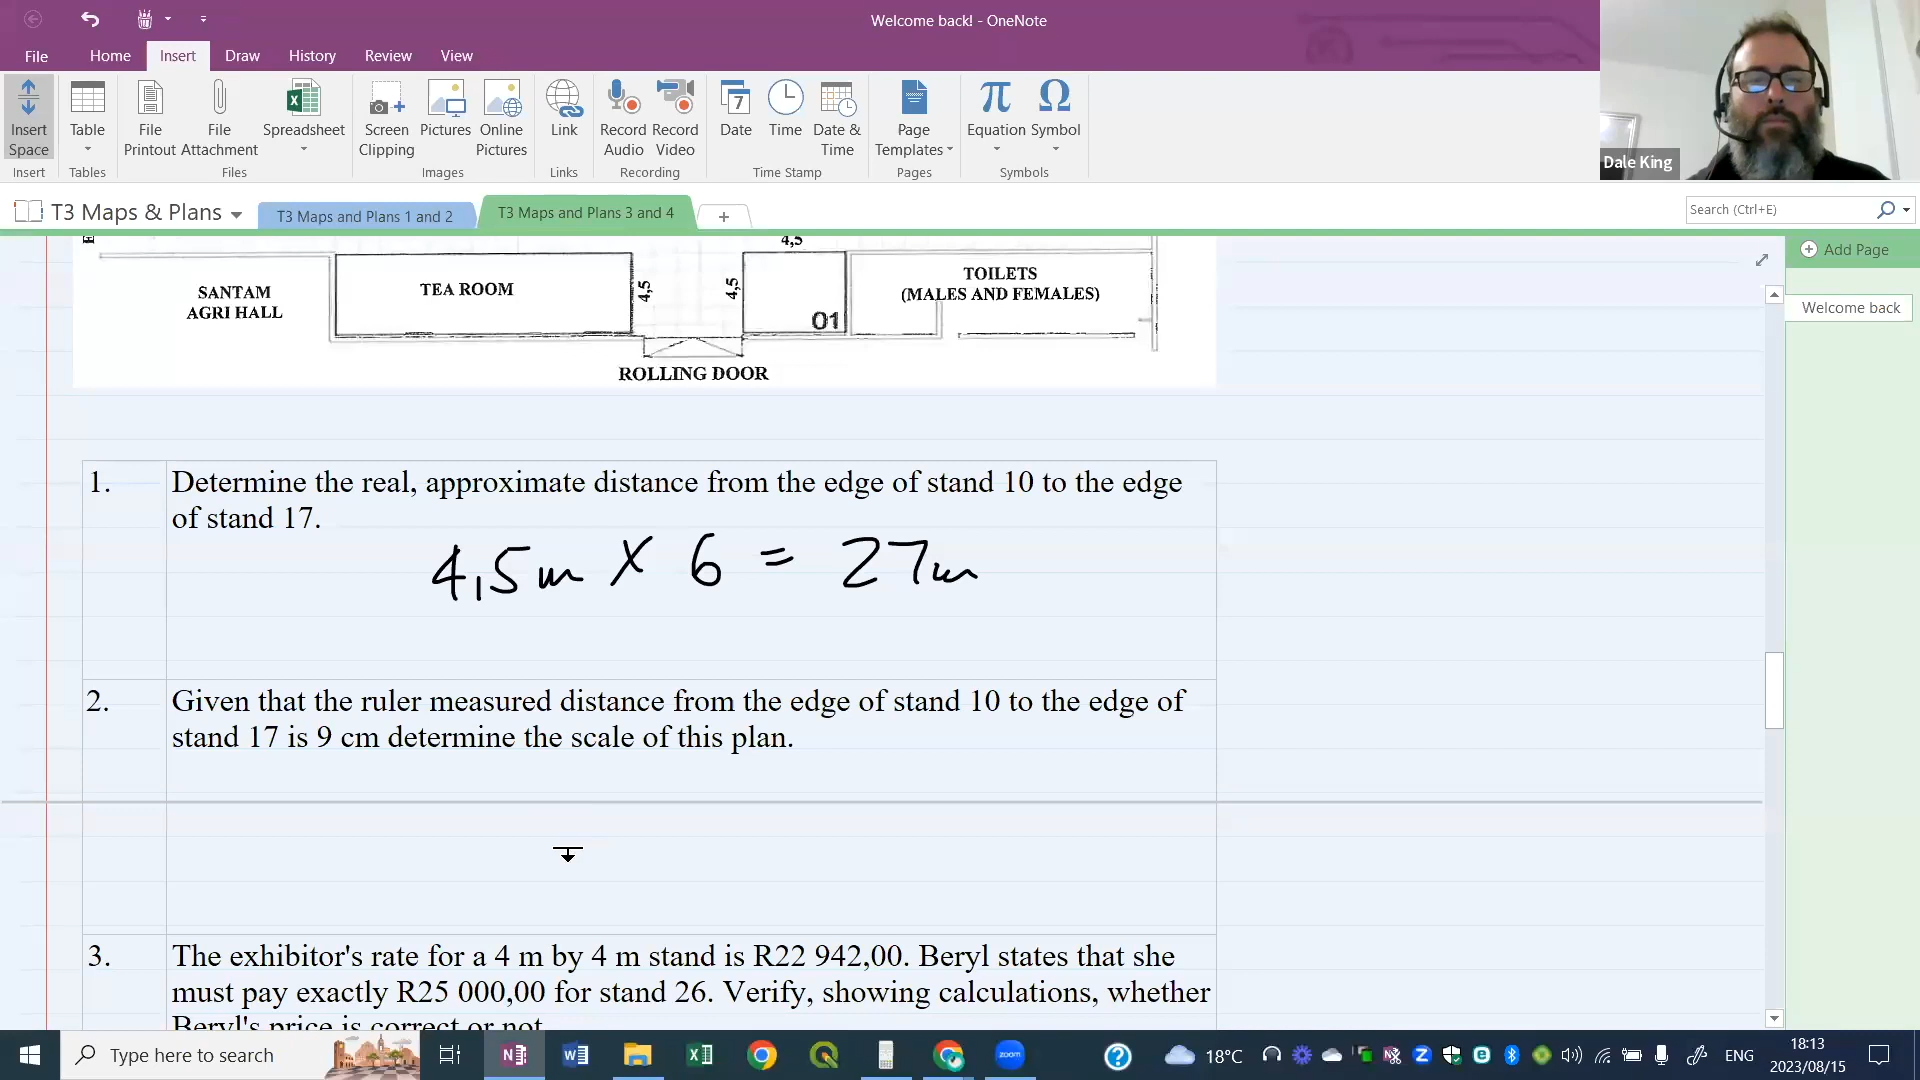 Welcome back! - OneNote
File Home Insert Draw History Review View
Insert Space
Table
File Printout
File Attachment
Spreadsheet
Screen Clipping
Pictures
Online Pictures
Link
Record Audio
Record Video
Date
Time
Date & Time
Page Templates
Equation
Symbol
Insert Tables Files Images Links Recording Time Stamp Pages Symbols
Dale King
T3 Maps & Plans
T3 Maps and Plans 1 and 2
T3 Maps and Plans 3 and 4
Search (Ctrl+E)
Add Page
Welcome back
4,5
SANTAM
AGRI HALL
TEA ROOM
4,5
4,5
01
TOILETS
(MALES AND FEMALES)
ROLLING DOOR
1. Determine the real, approximate distance from the edge of stand 10 to the edge
of stand 17.
4,5m × 6 = 27m
2. Given that the ruler measured distance from the edge of stand 10 to the edge of
stand 17 is 9 cm determine the scale of this plan.
3. The exhibitor's rate for a 4 m by 4 m stand is R22 942,00. Beryl states that she
must pay exactly R25 000,00 for stand 26. Verify, showing calculations, whether
Beryl's price is correct or not
Type here to search
zoom
18°C
ENG
18:13
2023/08/15